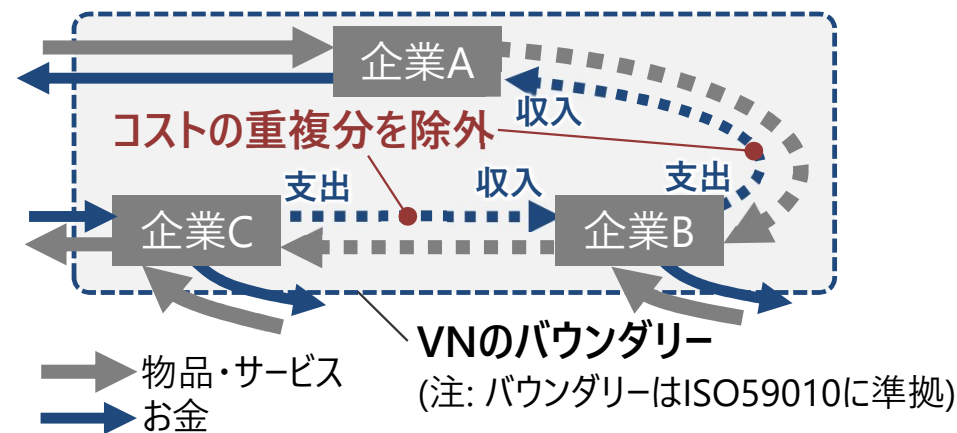 企業A
収入
コストの重複分を除外
支出
収入
支出
企業C
企業B
VNのバウンダリー
(注: バウンダリーはISO59010に準拠)
物品・サービス
お金